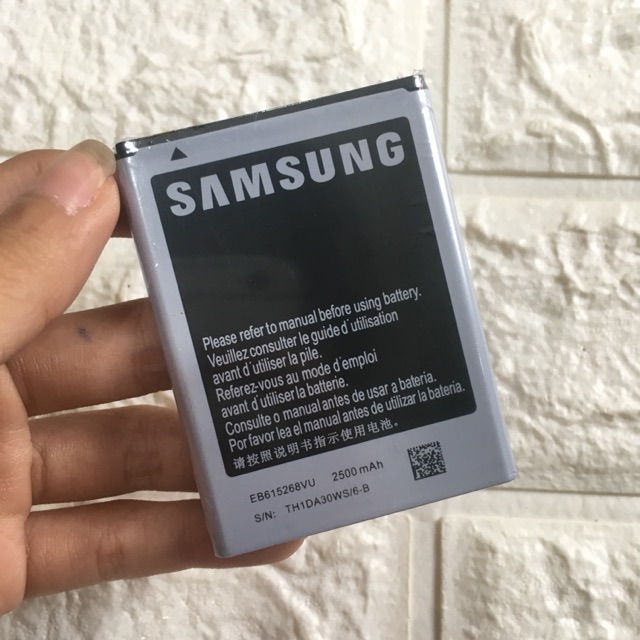 SAMSUNG
Please refer to manual before using battery.
Veuillez consulter le guide d'utilisation
avant d'utiliser la pile.
Referez-vous au mode d'emploi
avant d'utiliser la batterie.
Consulte o manual antes de usar a bateria.
Por favor lea el manual antes de utilizar la bateria.
请按照说明书指示使用电池。
EB615268VU 2500 mAh
S/N: TH1DA30WS/6-B